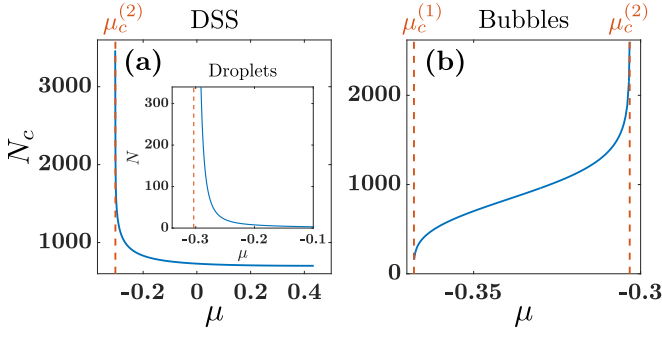 μc(2) DSS
(a)
Droplets
N
300
200
100
0
-0.3 -0.2 -0.1
μ
Nc
3000
2000
1000
-0.2 0 0.2 0.4
μ
μc(1) Bubbles μc(2)
(b)
2000
1000
0
-0.35 -0.3
μ